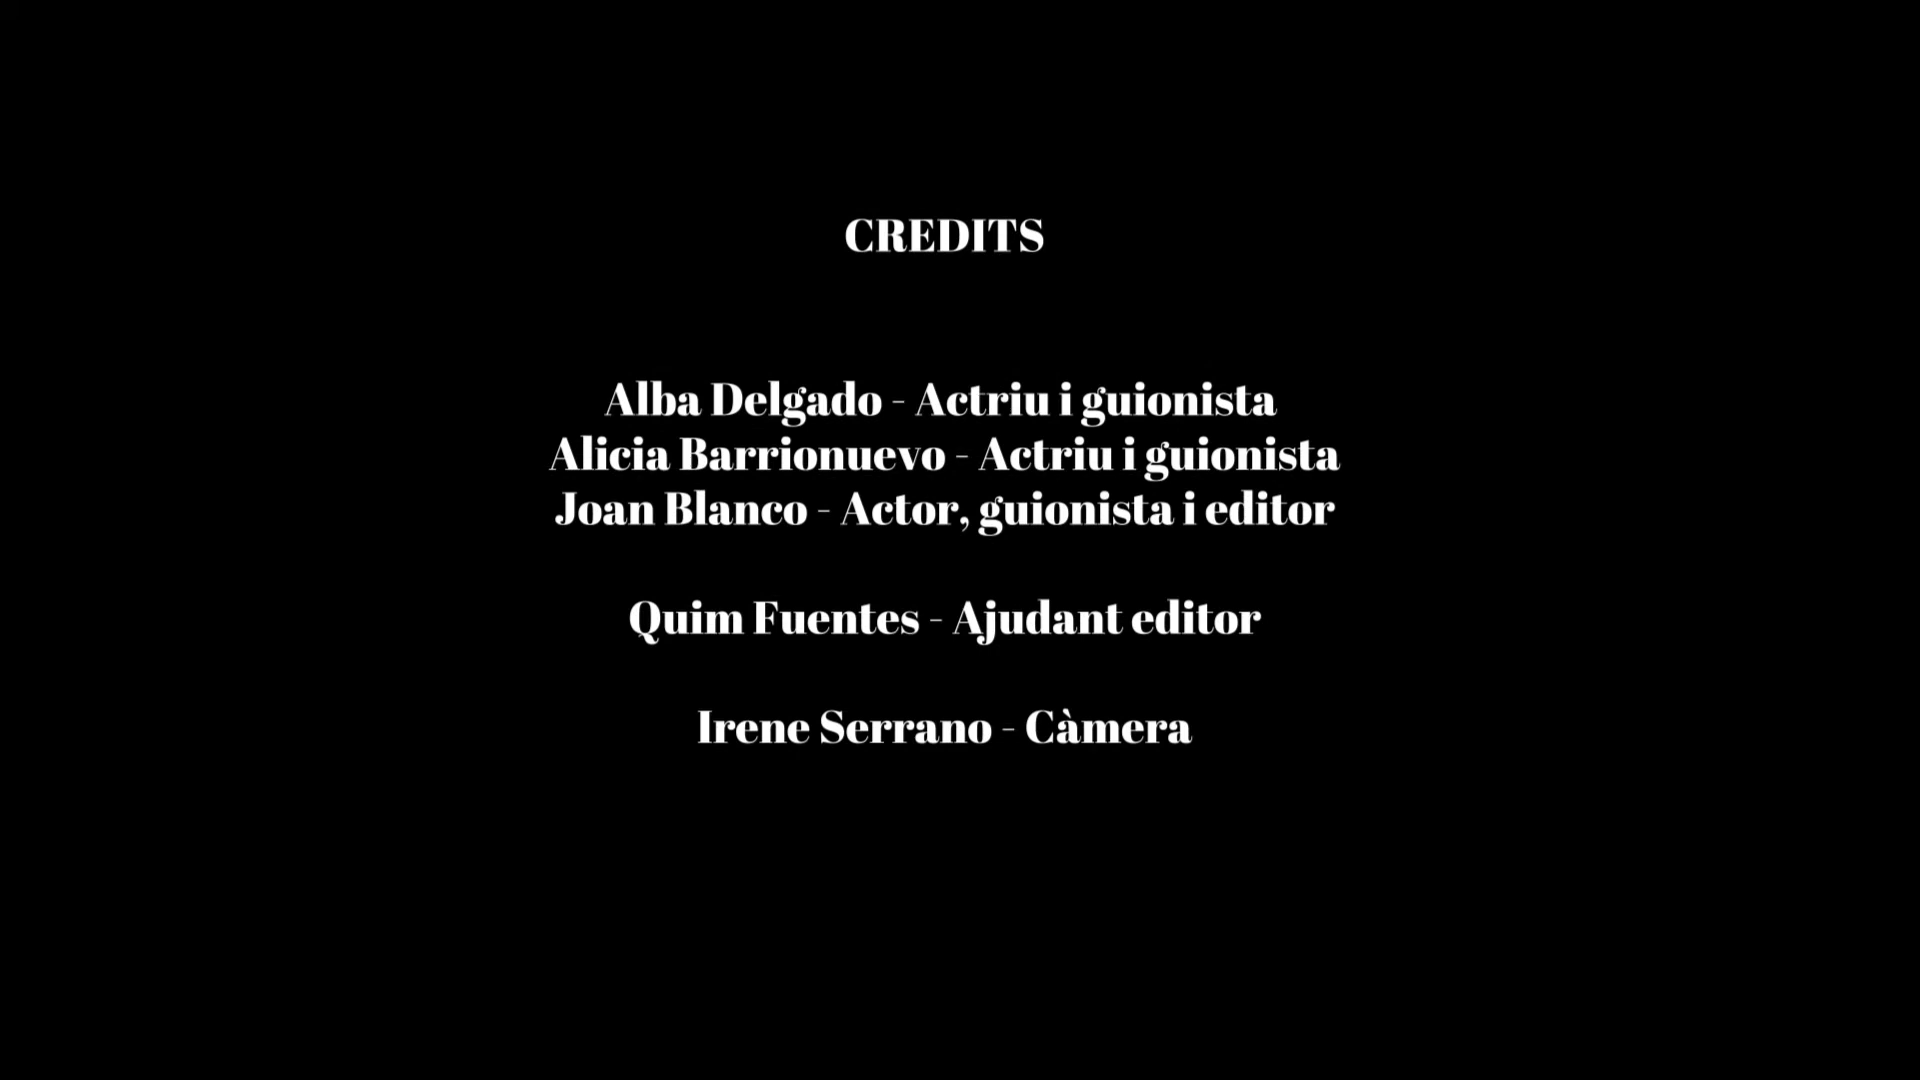 CREDITS
Alba Delgado - Actriu i guionista
Alicia Barrionuevo - Actriu i guionista
Joan Blanco - Actor, guionista i editor
Quim Fuentes - Ajudant editor
Irene Serrano - Càmera